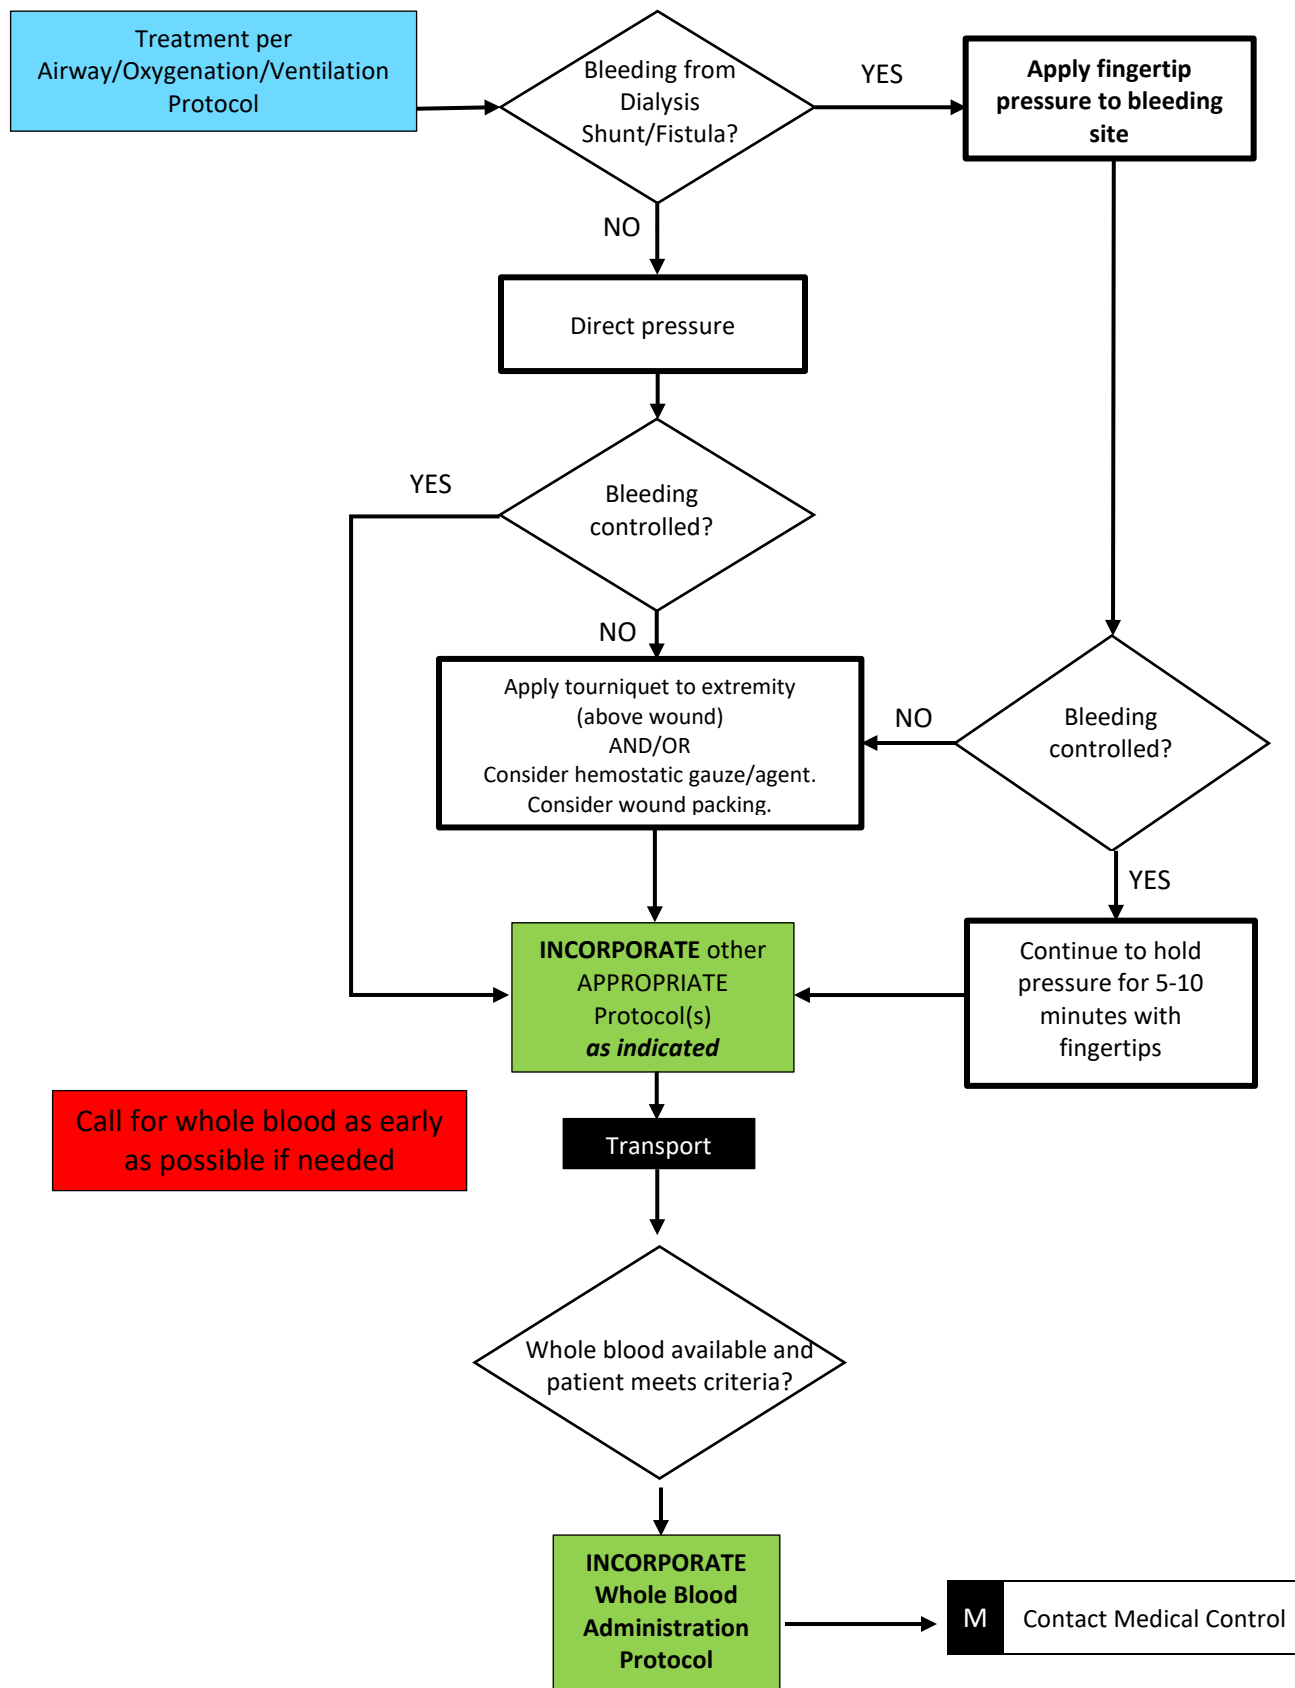 Treatment per
Airway/Oxygenation/Ventilation
Protocol
Bleeding from
Dialysis
Shunt/Fistula?
YES
Apply fingertip
pressure to bleeding
site
NO
Direct pressure
YES
Bleeding
controlled?
NO
Apply tourniquet to extremity
(above wound)
AND/OR
Consider hemostatic gauze/agent.
Consider wound packing.
NO
Bleeding
controlled?
YES
INCORPORATE other
APPROPRIATE
Protocol(s)
as indicated
Continue to hold
pressure for 5-10
minutes with
fingertips
Call for whole blood as early
as possible if needed
Transport
Whole blood available and
patient meets criteria?
INCORPORATE
Whole Blood
Administration
Protocol
M Contact Medical Control